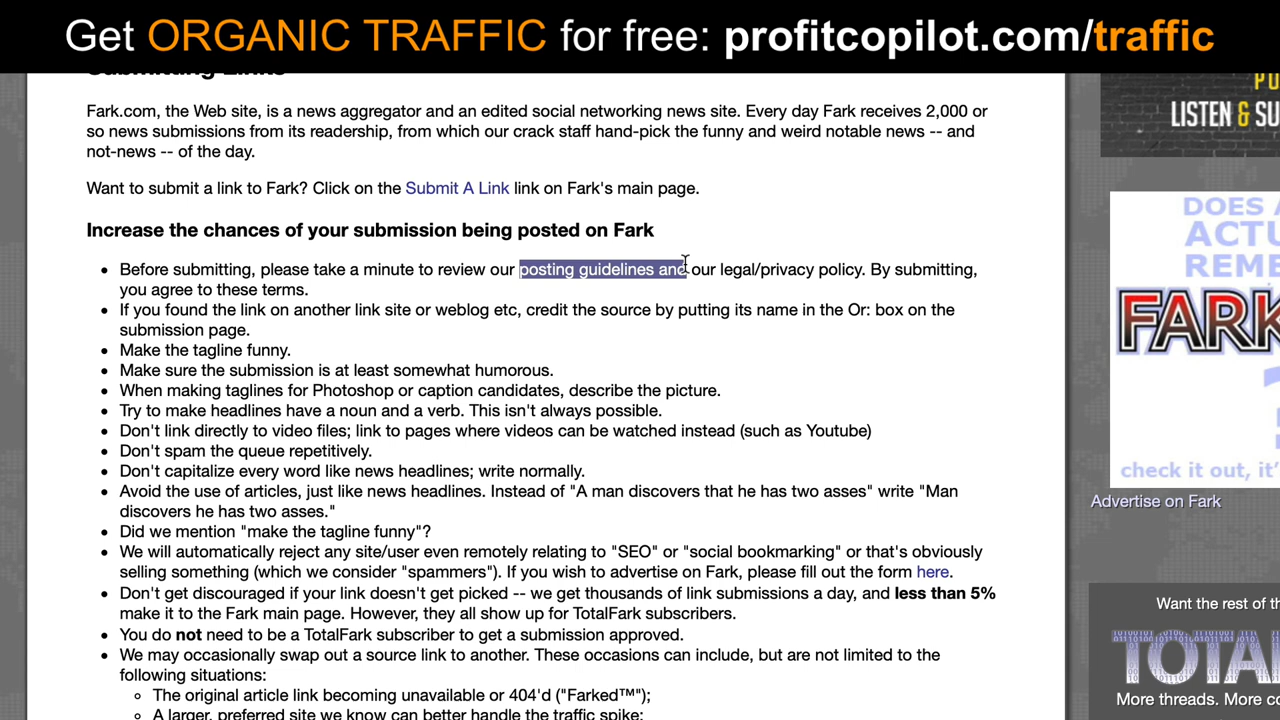 Get ORGANIC TRAFFIC for free: profitcopilot.com/traffic
Submitting Links
Fark.com, the Web site, is a news aggregator and an edited social networking news site. Every day Fark receives 2,000 or
so news submissions from its readership, from which our crack staff hand-pick the funny and weird notable news -- and
not-news -- of the day.
Want to submit a link to Fark? Click on the Submit A Link link on Fark's main page.
Increase the chances of your submission being posted on Fark
• Before submitting, please take a minute to review our posting guidelines and our legal/privacy policy. By submitting,
you agree to these terms.
• If you found the link on another link site or weblog etc, credit the source by putting its name in the Or: box on the
submission page.
• Make the tagline funny.
• Make sure the submission is at least somewhat humorous.
• When making taglines for Photoshop or caption candidates, describe the picture.
• Try to make headlines have a noun and a verb. This isn't always possible.
• Don't link directly to video files; link to pages where videos can be watched instead (such as Youtube)
• Don't spam the queue repetitively.
• Don't capitalize every word like news headlines; write normally.
• Avoid the use of articles, just like news headlines. Instead of "A man discovers that he has two asses" write "Man
discovers he has two asses."
• Did we mention "make the tagline funny"?
• We will automatically reject any site/user even remotely relating to "SEO" or "social bookmarking" or that's obviously
selling something (which we consider "spammers"). If you wish to advertise on Fark, please fill out the form here.
• Don't get discouraged if your link doesn't get picked -- we get thousands of link submissions a day, and less than 5%
make it to the Fark main page. However, they all show up for TotalFark subscribers.
• You do not need to be a TotalFark subscriber to get a submission approved.
• We may occasionally swap out a source link to another. These occasions can include, but are not limited to the
following situations:
The original article link becoming unavailable or 404'd ("Farked™");
A larger, preferred site we know can better handle the traffic spike;
LISTEN & SU
DOES A
ACTU
REME
FARK
check it out, it'
Advertise on Fark
Want the rest of th
TOTA
More threads. More co